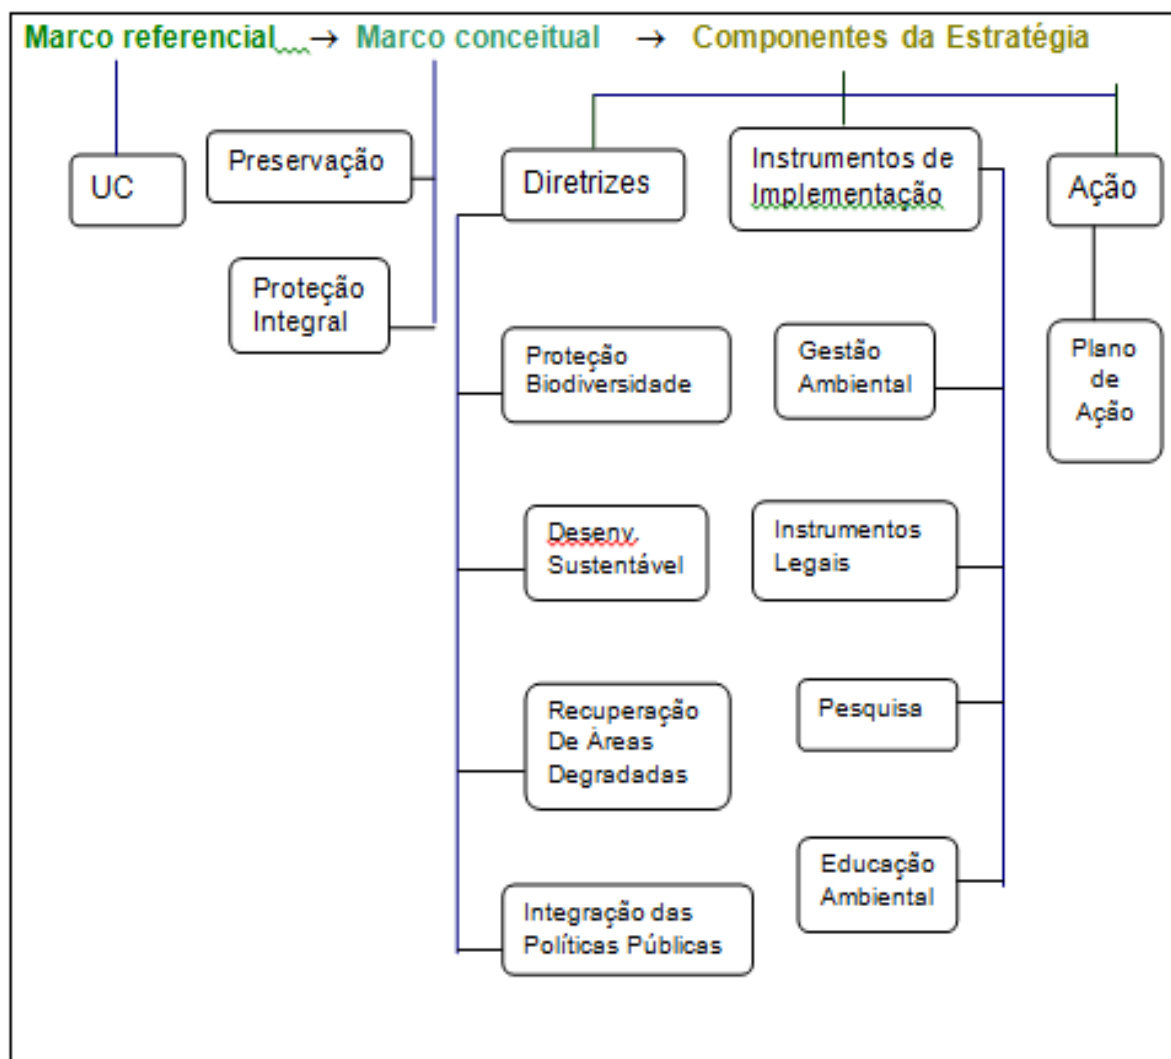 Marco referencial → Marco conceitual → Componentes da Estratégia
UC
Preservação
Proteção
Integral
Diretrizes
Proteção
Biodiversidade
Desenv.
Sustentável
Recuperação
De Áreas
Degradadas
Integração das
Políticas Públicas
Instrumentos de
Implementação
Gestão
Ambiental
Instrumentos
Legais
Pesquisa
Educação
Ambiental
Ação
Plano
de
Ação